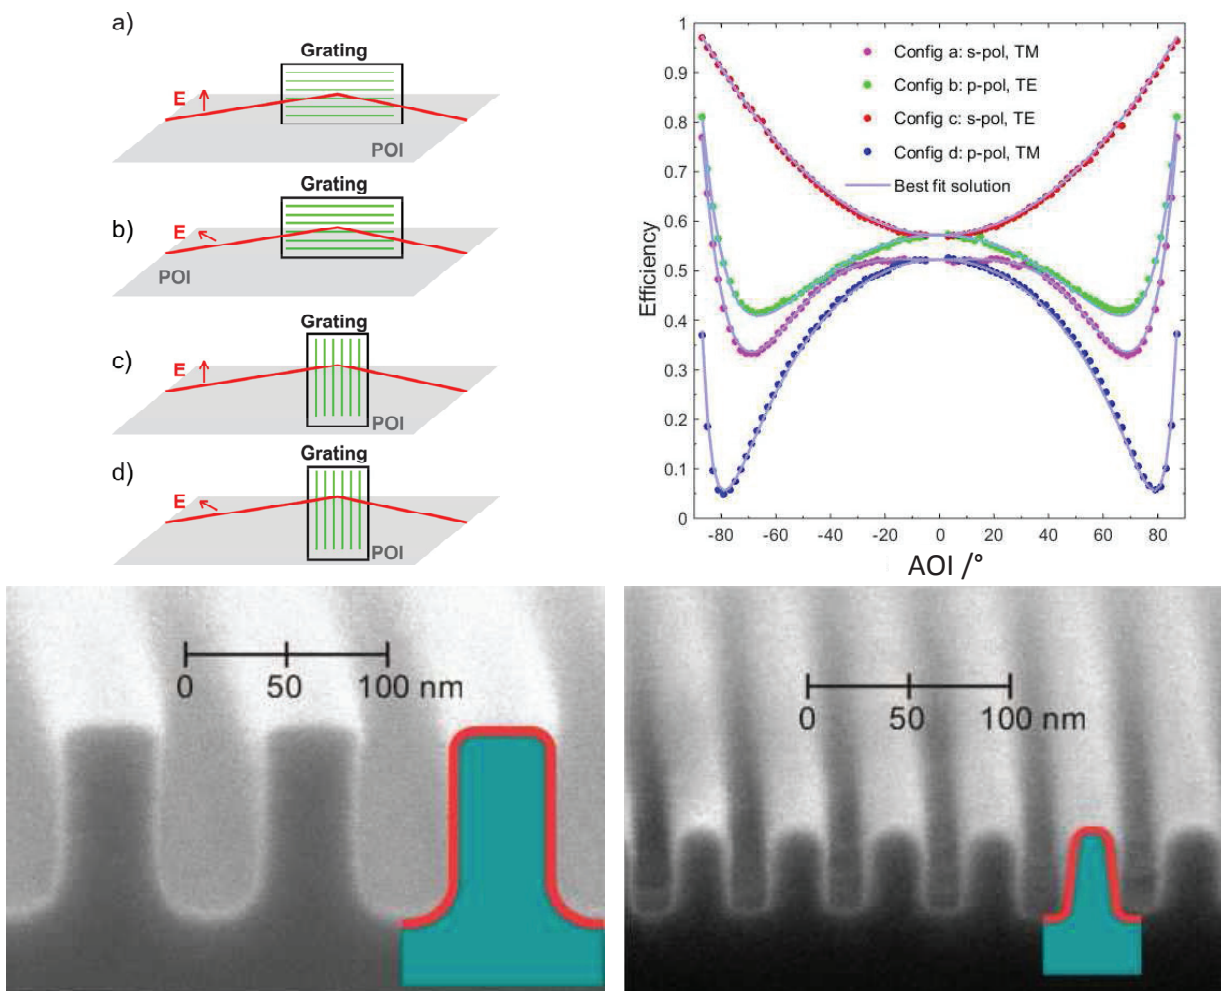 a)
Grating
E
POI
b)
Grating
E
POI
c)
Grating
E
POI
d)
Grating
E
POI
1
0.9
0.8
0.7
0.6
0.5
0.4
0.3
0.2
0.1
0
Efficiency
Config a: s-pol, TM
Config b: p-pol, TE
Config c: s-pol, TE
Config d: p-pol, TM
Best fit solution
-80 -60 -40 -20 0 20 40 60 80
AOI /°
0 50 100 nm
0 50 100 nm